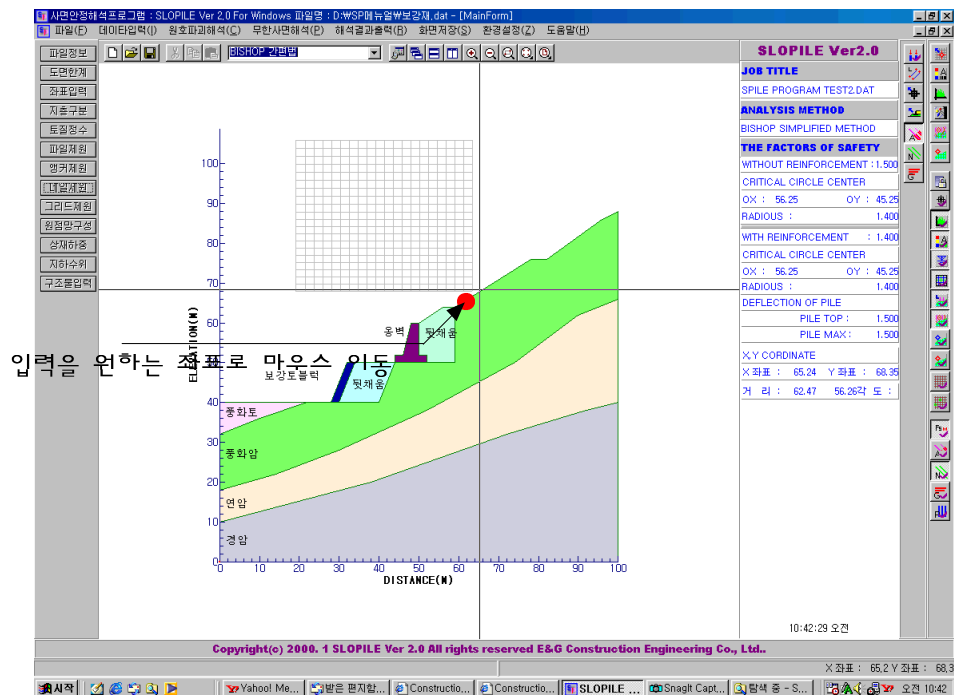 사면안정해석프로그램 : SLOPILE Ver 2,0 For Windows 파일명 : D:₩SP메뉴얼₩보강재.dat - [MainForm]
파일(F) 데이타입력(I) 원호파괴해석(C) 무한사면해석(P) 해석결과출력(R) 화면저장(S) 환경설정(Z) 도움말(H)
BISHOP 간편법
파일정보
도면한계
좌표입력
지층구분
토질정수
파일제원
앵커제원
네일제원
그리드제원
원점망구성
상재하중
지하수위
구조물입력
SLOPILE Ver2.0
JOB TITLE
SPILE PROGRAM TEST2.DAT
ANALYSIS METHOD
BISHOP SIMPLIFIED METHOD
THE FACTORS OF SAFETY
WITHOUT REINFORCEMENT : 1.500
CRITICAL CIRCLE CENTER
OX : 56.25 OY : 45.25
RADIOUS : 1.400
WITH REINFORCEMENT : 1.400
CRITICAL CIRCLE CENTER
OX : 56.25 OY : 45.25
RADIOUS : 1.400
DEFLECTION OF PILE
PILE TOP : 1.500
PILE MAX : 1.500
X,Y CORDINATE
X 좌표 : 65.24 Y 좌표 : 68.35
거 리 : 62.47 56.26각 도 :
10:42:29 오전
ELEVATION(M)
100
90
80
70
60
50
40
30
20
10
0
옹벽
뒷채움
입력을 원하는 좌표로 마우스 이동
보강토블럭
뒷채움
풍화토
풍화암
연암
경암
0 10 20 30 40 50 60 70 80 90 100
DISTANCE(M)
Copyright(c) 2000. 1 SLOPILE Ver 2.0 All rights reserved E&G Construction Engineering Co., Ltd..
X 좌표 : 65,2 Y 좌표 : 68,3
시작
Yahoo! Me...
받은 편지함...
Constructio...
Constructio...
SLOPILE ...
SnagIt Capt...
탐색 중 - S...
오전 10:42